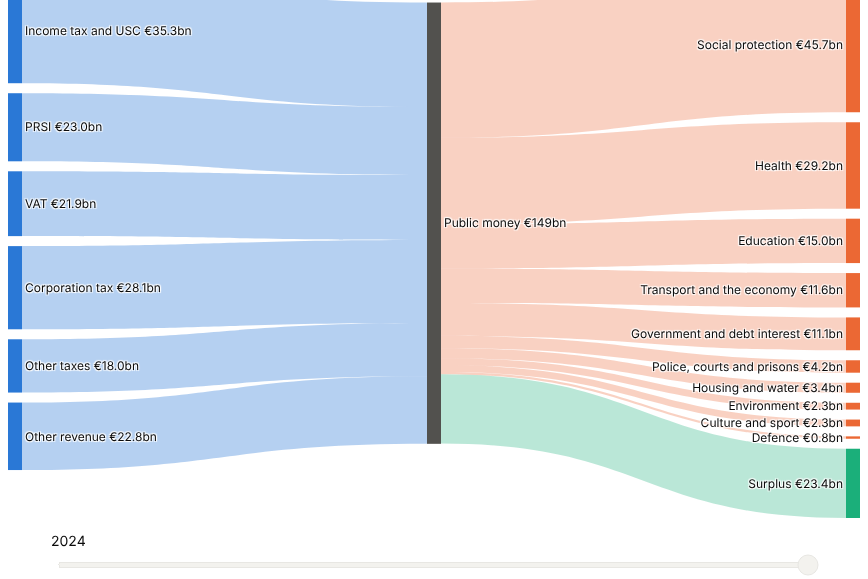 Income tax and USC €35.3bn
PRSI €23.0bn
VAT €21.9bn
Corporation tax €28.1bn
Other taxes €18.0bn
Other revenue €22.8bn
Public money €149bn
Social protection €45.7bn
Health €29.2bn
Education €15.0bn
Transport and the economy €11.6bn
Government and debt interest €11.1bn
Police, courts and prisons €4.2bn
Housing and water €3.4bn
Environment €2.3bn
Culture and sport €2.3bn
Defence €0.8bn
Surplus €23.4bn
2024